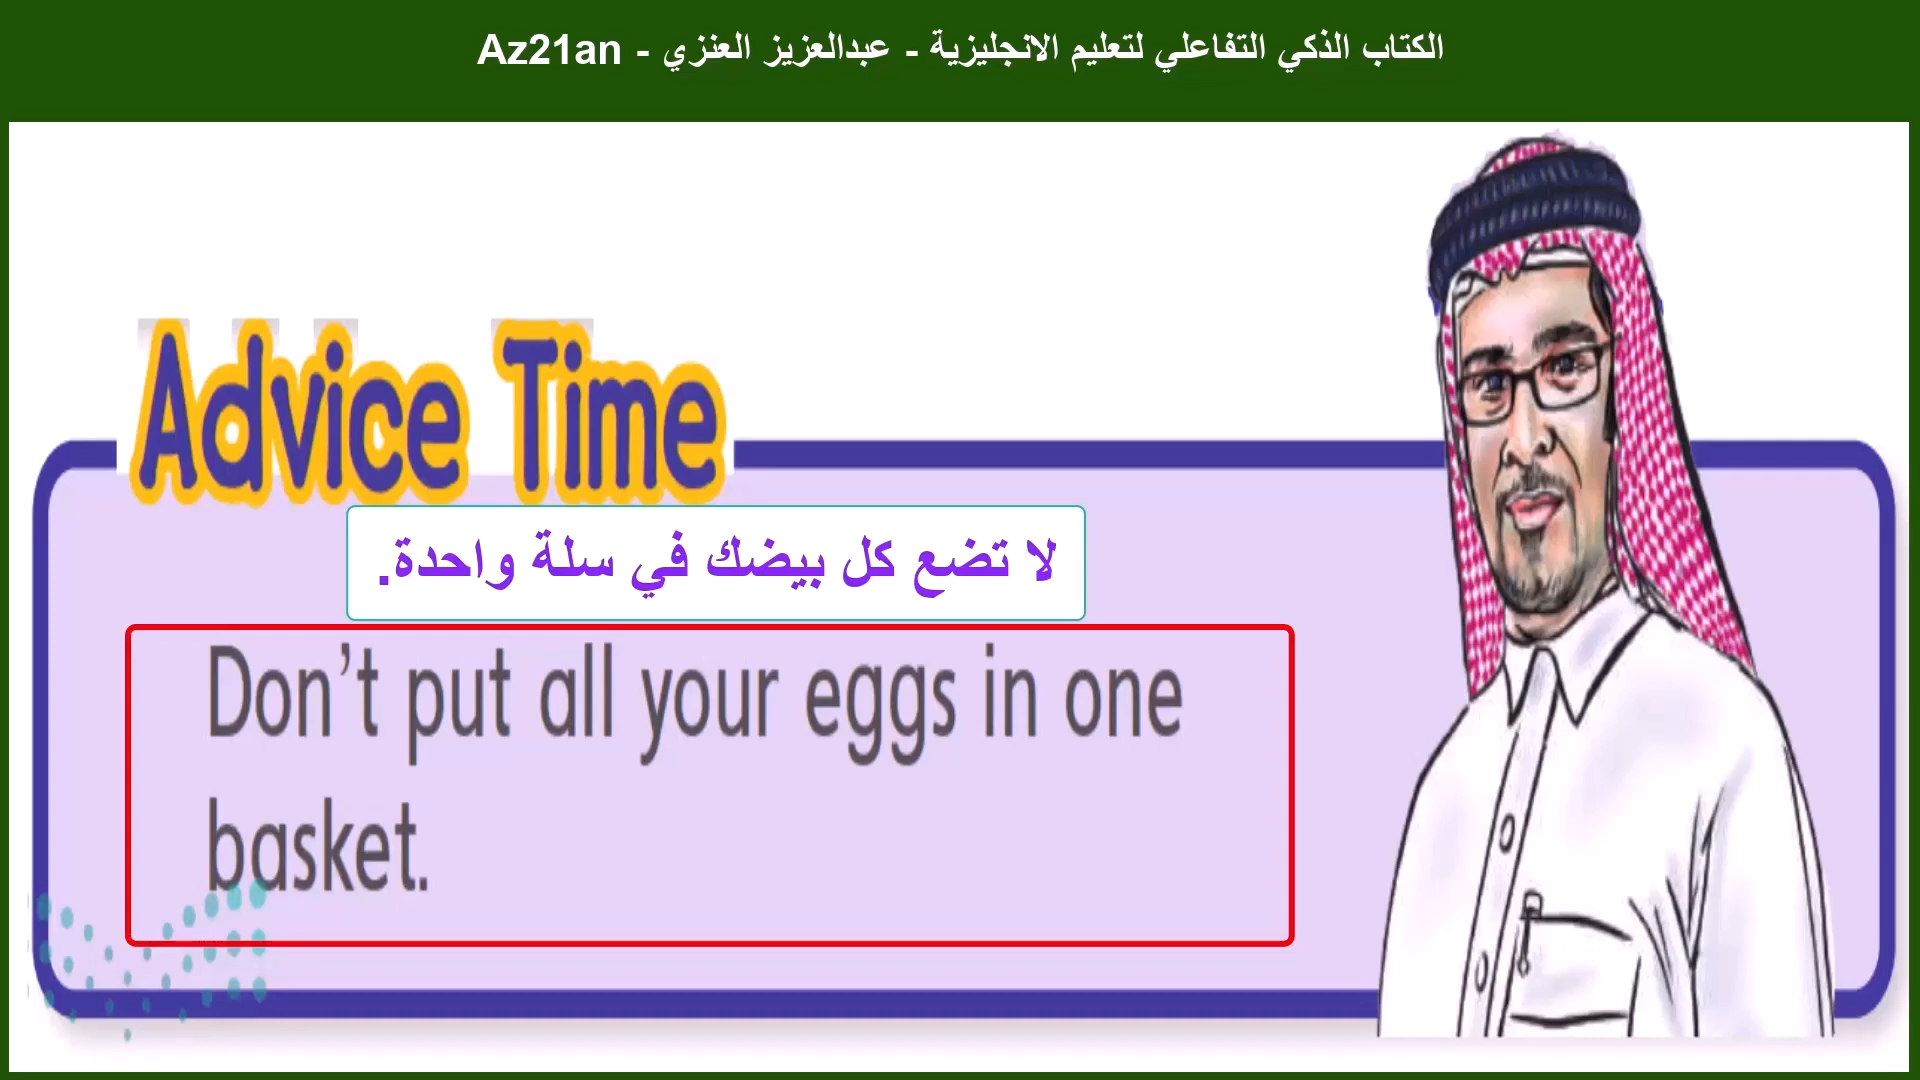 الكتاب الذكي التفاعلي لتعليم الانجليزية - عبدالعزيز العنزي - Az21an
Advice Time
لا تضع كل بيضك في سلة واحدة.
Don’t put all your eggs in one
basket.